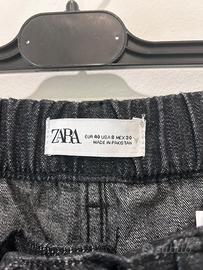 ZARA
EUR 40 USA 8 MEX 30
MADE IN PAKISTAN